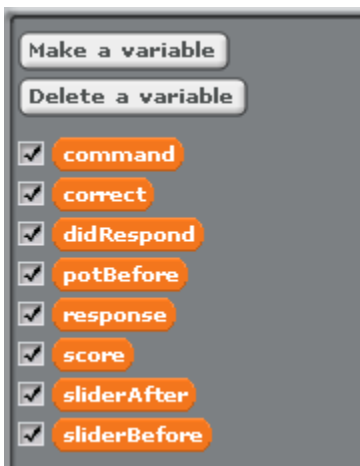 Make a variable
Delete a variable
command
correct
didRespond
potBefore
response
score
sliderAfter
sliderBefore